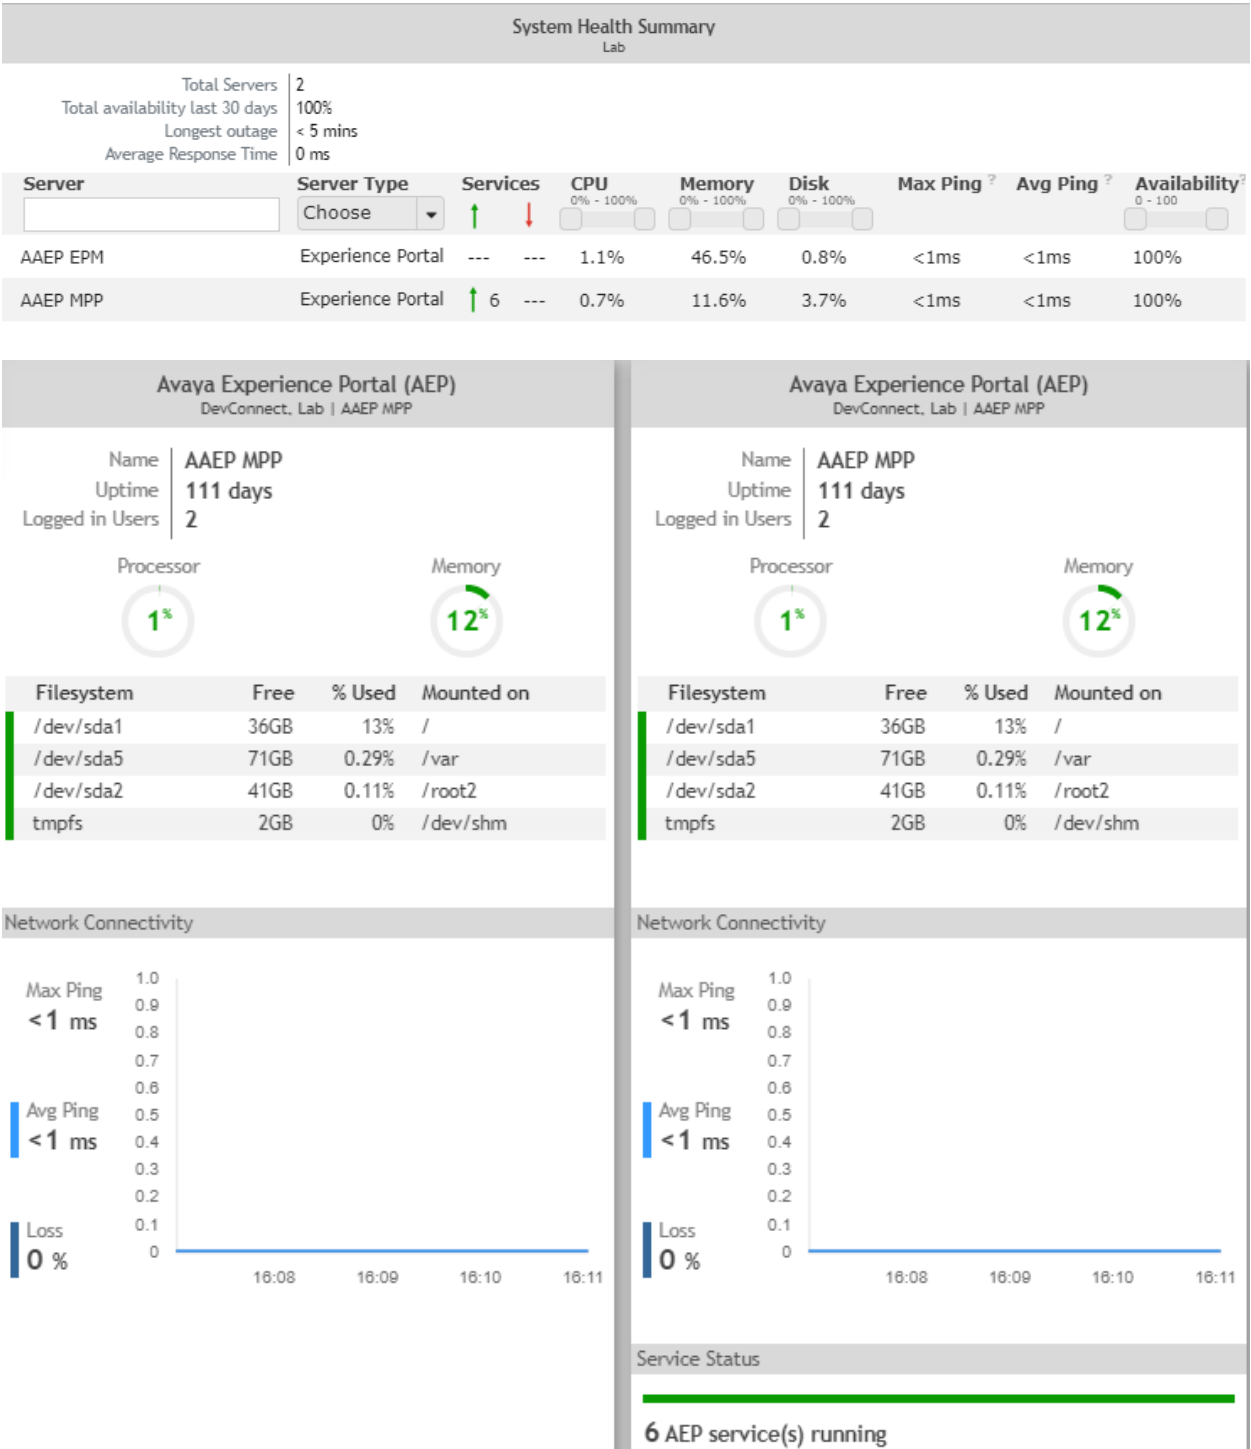 System Health Summary
Lab
Total Servers 2
Total availability last 30 days 100%
Longest outage < 5 mins
Average Response Time 0 ms
Server Server Type Services CPU Memory Disk Max Ping ? Avg Ping ? Availability ?
0% - 100% 0% - 100% 0% - 100% 0 - 100
Choose
AAEP EPM Experience Portal --- --- 1.1% 46.5% 0.8% <1ms <1ms 100%
AAEP MPP Experience Portal 6 --- 0.7% 11.6% 3.7% <1ms <1ms 100%
Avaya Experience Portal (AEP)
DevConnect, Lab | AAEP MPP
Name AAEP MPP
Uptime 111 days
Logged in Users 2
Processor Memory
1% 12%
Filesystem Free % Used Mounted on
/dev/sda1 36GB 13% /
/dev/sda5 71GB 0.29% /var
/dev/sda2 41GB 0.11% /root2
tmpfs 2GB 0% /dev/shm
Network Connectivity
Max Ping
<1 ms
Avg Ping
<1 ms
Loss
0 %
1.0
0.9
0.8
0.7
0.6
0.5
0.4
0.3
0.2
0.1
0
16:08 16:09 16:10 16:11
Avaya Experience Portal (AEP)
DevConnect, Lab | AAEP MPP
Name AAEP MPP
Uptime 111 days
Logged in Users 2
Processor Memory
1% 12%
Filesystem Free % Used Mounted on
/dev/sda1 36GB 13% /
/dev/sda5 71GB 0.29% /var
/dev/sda2 41GB 0.11% /root2
tmpfs 2GB 0% /dev/shm
Network Connectivity
Max Ping
<1 ms
Avg Ping
<1 ms
Loss
0 %
1.0
0.9
0.8
0.7
0.6
0.5
0.4
0.3
0.2
0.1
0
16:08 16:09 16:10 16:11
Service Status
6 AEP service(s) running